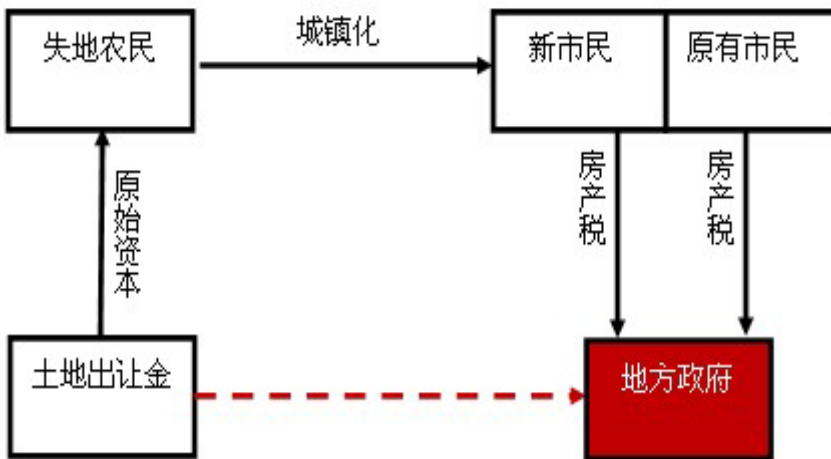 失地农民
城镇化
新市民
原有市民
原始资本
房产税
房产税
土地出让金
地方政府